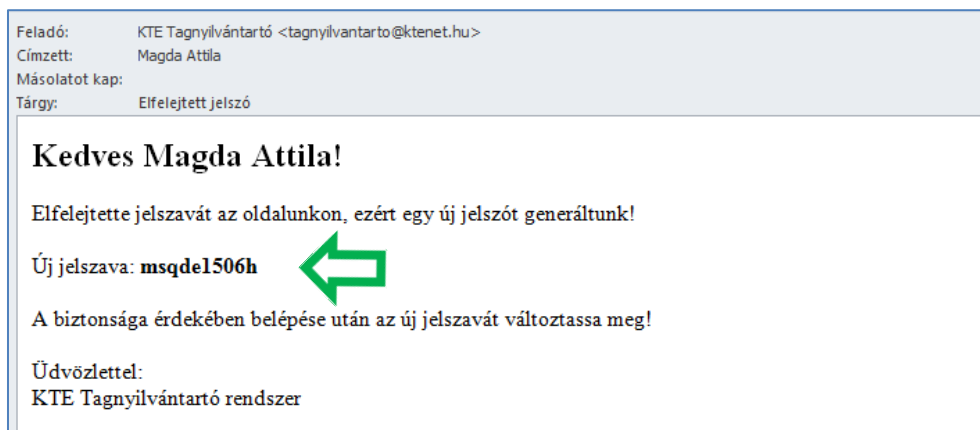 Feladó: KTE Tagnyilvántartó <tagnyilvantarto@ktenet.hu>
Címzett: Magda Attila
Másolatot kap:
Tárgy: Elfelejtett jelszó
Kedves Magda Attila!
Elfelejtette jelszavát az oldalunkon, ezért egy új jelszót generáltunk!
Új jelszava: msqde1506h
A biztonsága érdekében belépése után az új jelszavát változtassa meg!
Üdvözlettel:
KTE Tagnyilvántartó rendszer